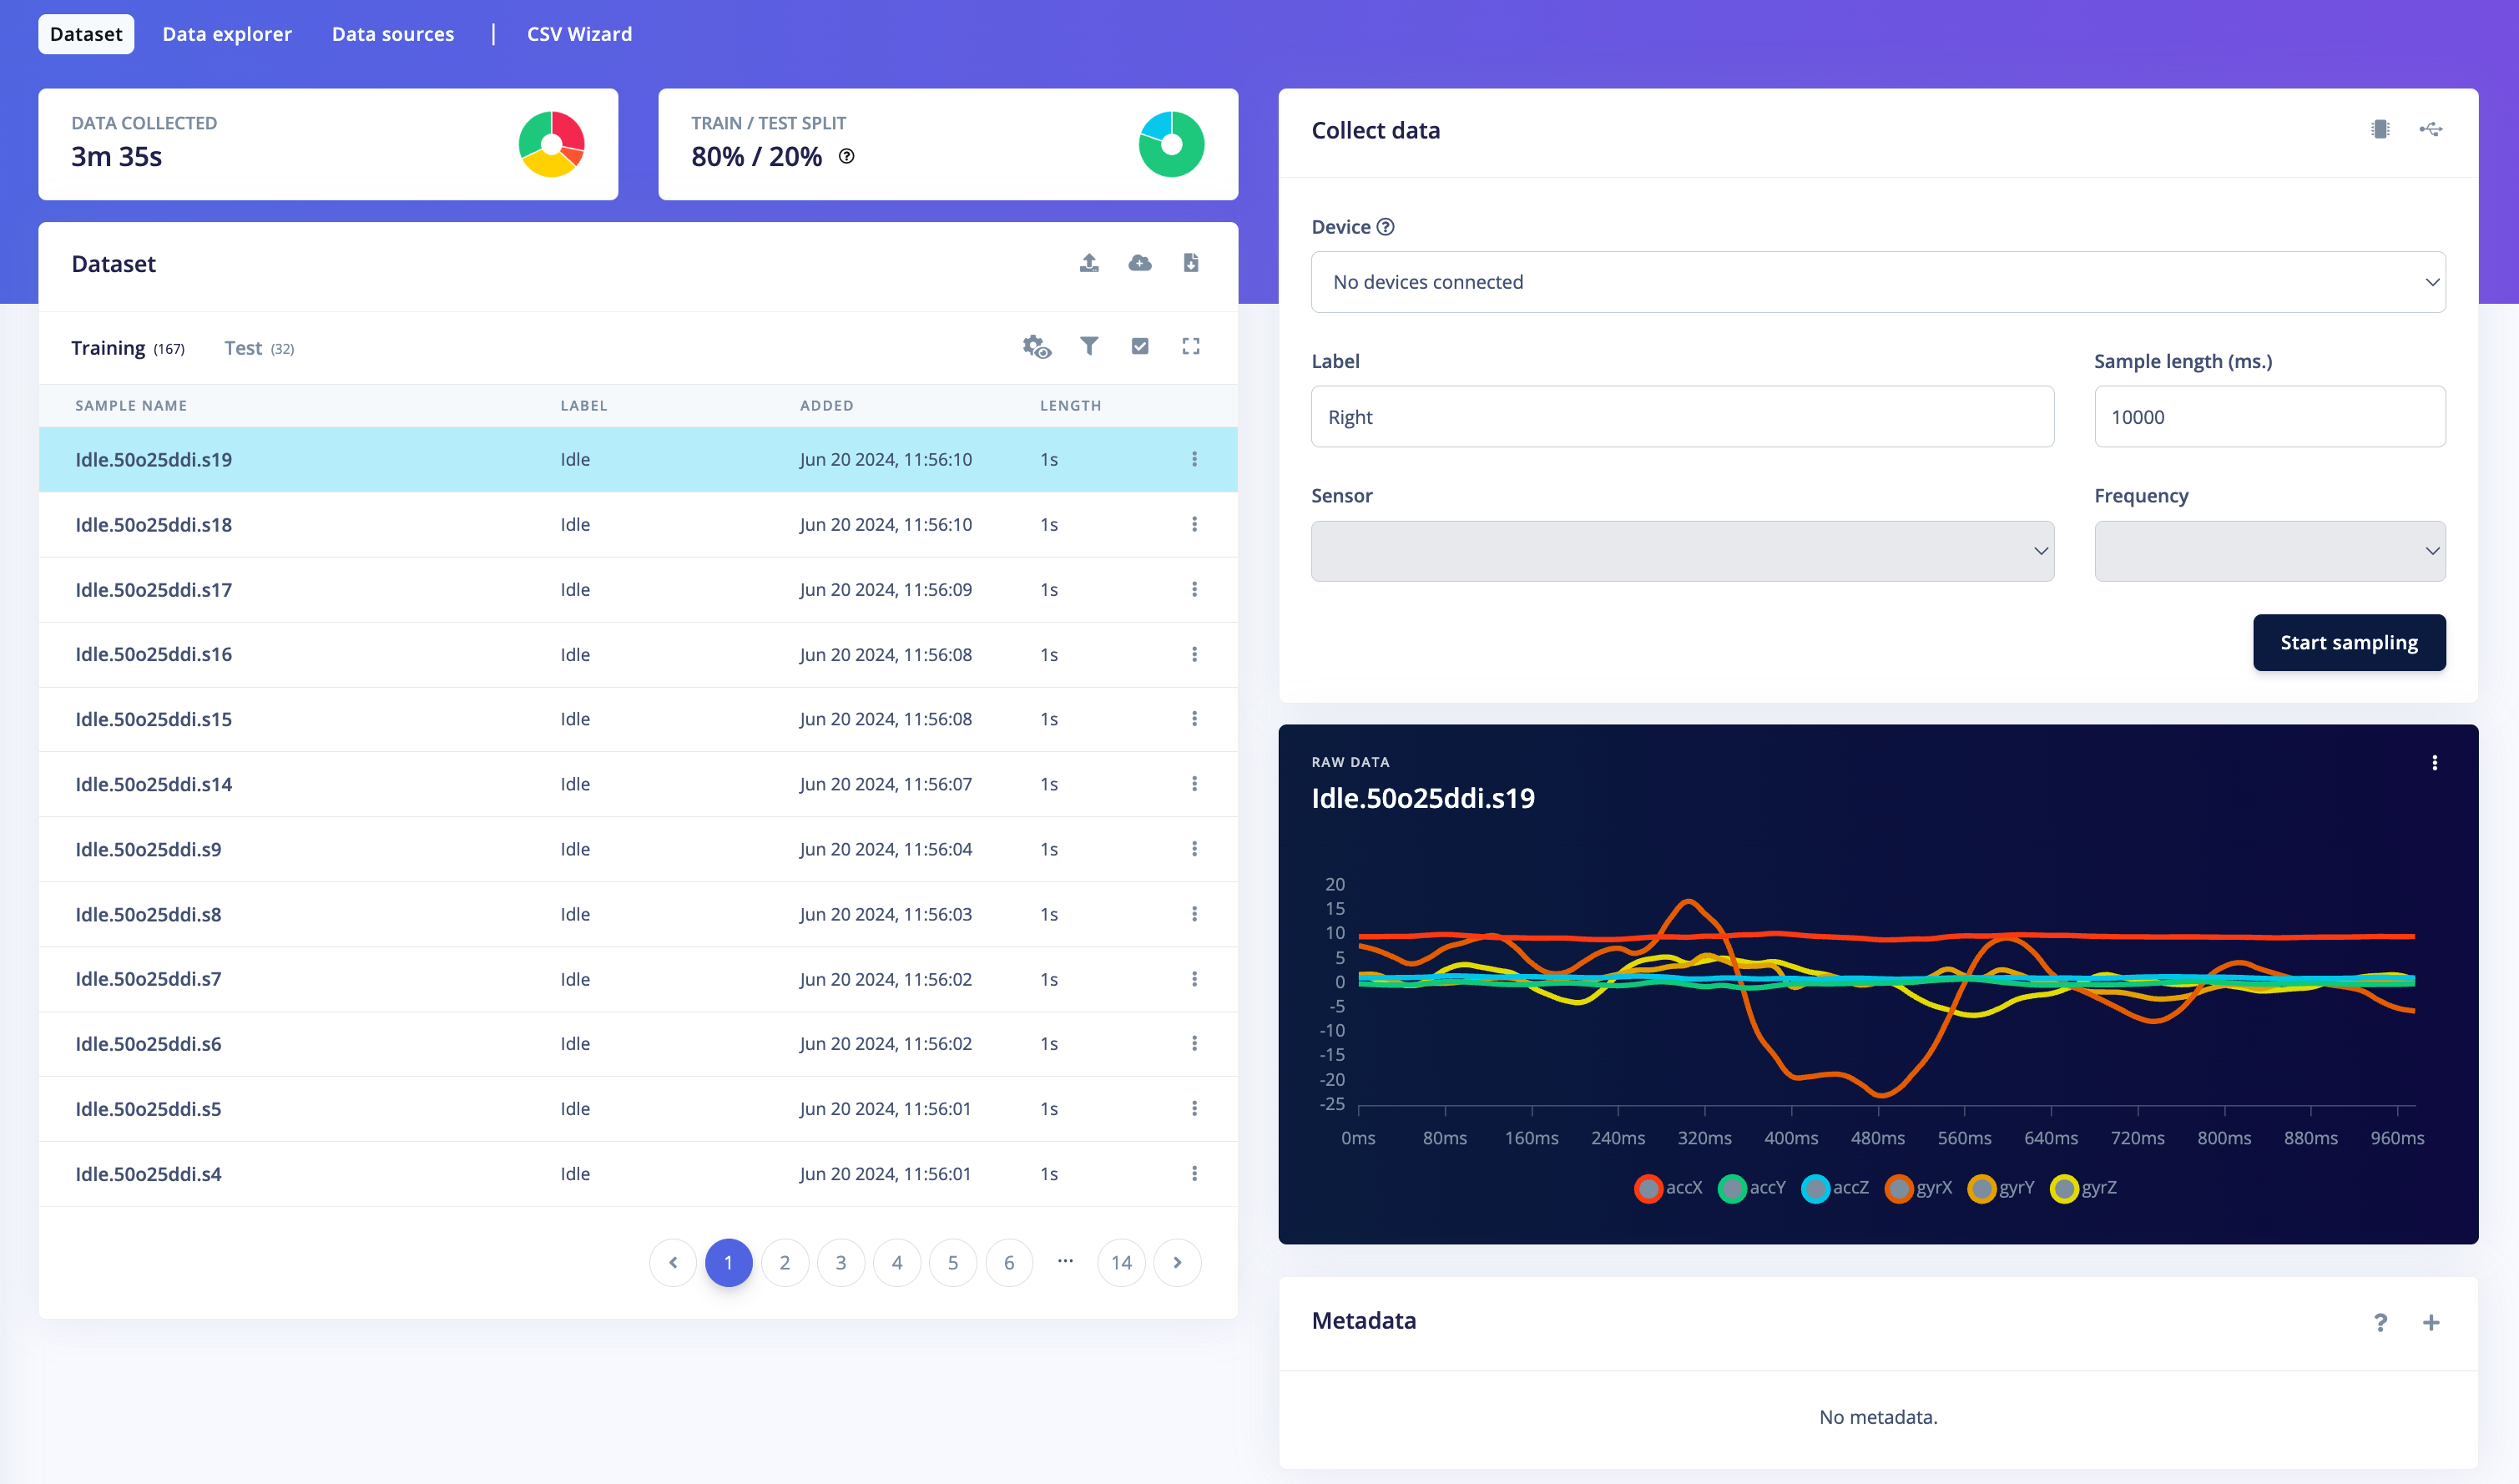 Dataset Data explorer Data sources | CSV Wizard
DATA COLLECTED
3m 35s
TRAIN / TEST SPLIT
80% / 20%
Dataset
Training (167) Test (32)
SAMPLE NAME LABEL ADDED LENGTH
Idle.50o25ddi.s19 Idle Jun 20 2024, 11:56:10 1s
Idle.50o25ddi.s18 Idle Jun 20 2024, 11:56:10 1s
Idle.50o25ddi.s17 Idle Jun 20 2024, 11:56:09 1s
Idle.50o25ddi.s16 Idle Jun 20 2024, 11:56:08 1s
Idle.50o25ddi.s15 Idle Jun 20 2024, 11:56:08 1s
Idle.50o25ddi.s14 Idle Jun 20 2024, 11:56:07 1s
Idle.50o25ddi.s9 Idle Jun 20 2024, 11:56:04 1s
Idle.50o25ddi.s8 Idle Jun 20 2024, 11:56:03 1s
Idle.50o25ddi.s7 Idle Jun 20 2024, 11:56:02 1s
Idle.50o25ddi.s6 Idle Jun 20 2024, 11:56:02 1s
Idle.50o25ddi.s5 Idle Jun 20 2024, 11:56:01 1s
Idle.50o25ddi.s4 Idle Jun 20 2024, 11:56:01 1s
1 2 3 4 5 6 ... 14
Collect data
Device
No devices connected
Label Sample length (ms.)
Right 10000
Sensor Frequency
Start sampling
RAW DATA
Idle.50o25ddi.s19
20
15
10
5
0
-5
-10
-15
-20
-25
0ms 80ms 160ms 240ms 320ms 400ms 480ms 560ms 640ms 720ms 800ms 880ms 960ms
accX accY accZ gyrX gyrY gyrZ
Metadata
No metadata.